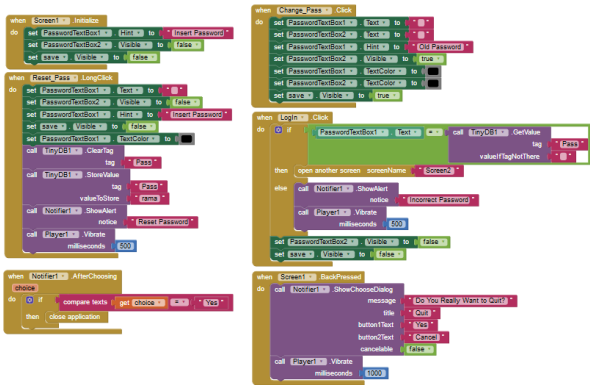 when Screen1 .Initialize
do set PasswordTextBox1 . Hint to " Insert Password "
set PasswordTextBox2 . Visible to false
set save . Visible to false
when Reset_Pass .LongClick
do set PasswordTextBox1 . Text to " "
set PasswordTextBox2 . Visible to false
set PasswordTextBox1 . Hint to " Insert Password "
set save . Visible to false
set PasswordTextBox1 . TextColor to
call TinyDB1 .ClearTag
tag " Pass "
call TinyDB1 .StoreValue
tag " Pass "
valueToStore " rama "
call Notifier1 .ShowAlert
notice " Reset Password "
call Player1 .Vibrate
milliseconds 500
when Notifier1 .AfterChoosing
choice
do if compare texts get choice = " Yes "
then close application
when Change_Pass .Click
do set PasswordTextBox1 . Text to " "
set PasswordTextBox2 . Text to " "
set PasswordTextBox1 . Hint to " Old Password "
set PasswordTextBox2 . Visible to true
set PasswordTextBox1 . TextColor to
set PasswordTextBox2 . TextColor to
set save . Visible to true
when LogIn .Click
do if PasswordTextBox1 . Text = call TinyDB1 .GetValue
tag " Pass "
valueIfTagNotThere " "
then open another screen screenName " Screen2 "
else call Notifier1 .ShowAlert
notice " Incorrect Password "
call Player1 .Vibrate
milliseconds 500
set PasswordTextBox2 . Visible to false
set save . Visible to false
when Screen1 .BackPressed
do call Notifier1 .ShowChooseDialog
message " Do You Really Want to Quit? "
title " Quit "
button1Text " Yes "
button2Text " Cancel "
cancelable false
call Player1 .Vibrate
milliseconds 1000